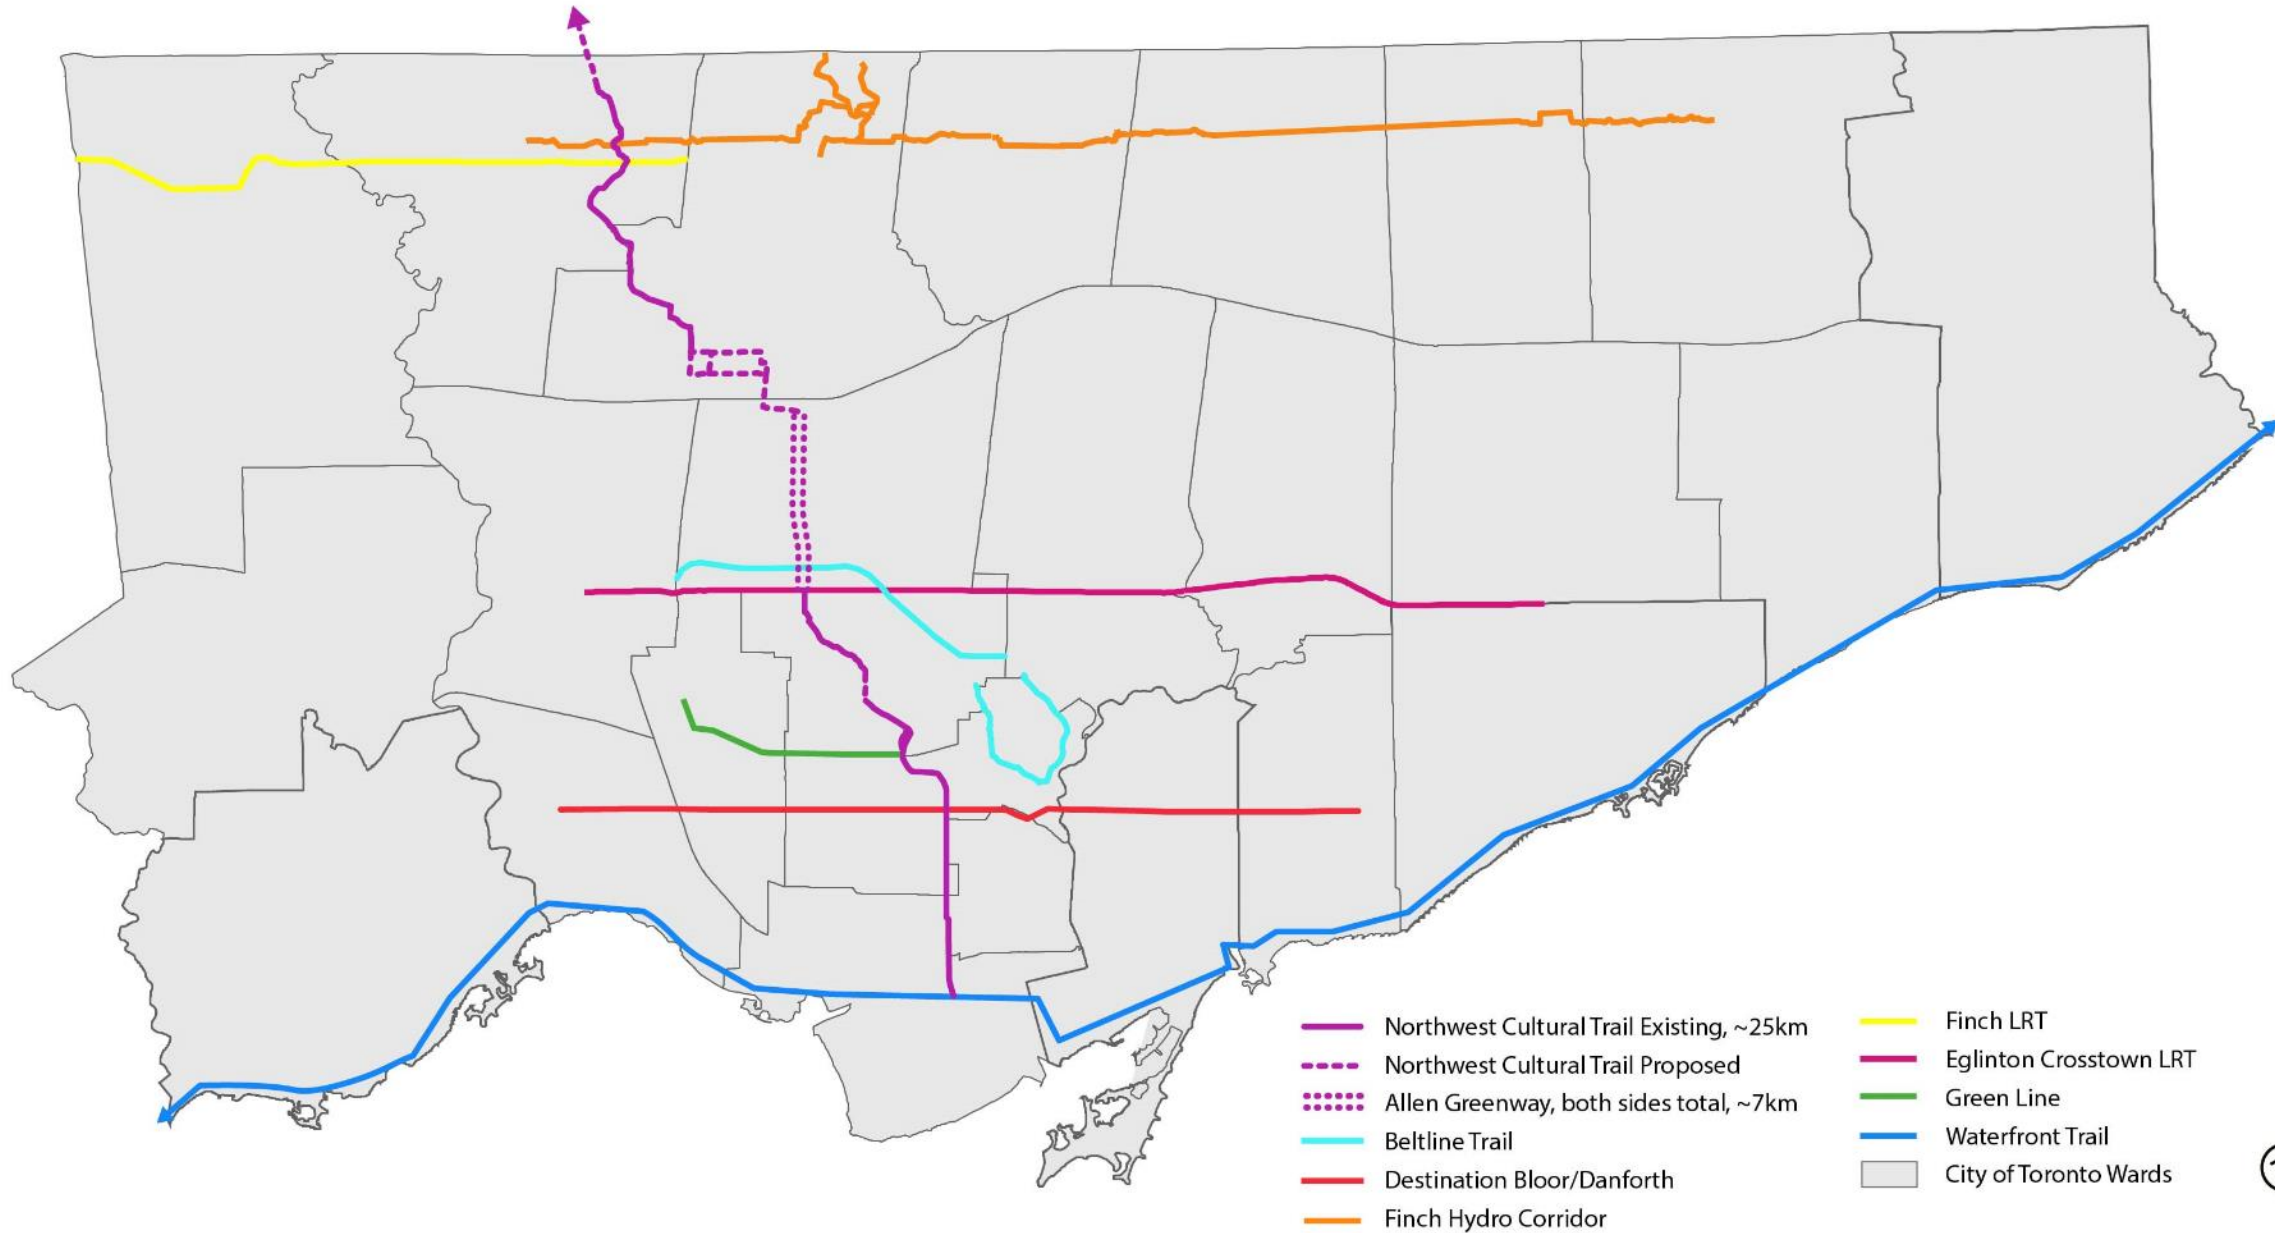 Northwest Cultural Trail Existing, ~25km
Northwest Cultural Trail Proposed
Allen Greenway, both sides total, ~7km
Beltline Trail
Destination Bloor/Danforth
Finch Hydro Corridor
Finch LRT
Eglinton Crosstown LRT
Green Line
Waterfront Trail
City of Toronto Wards